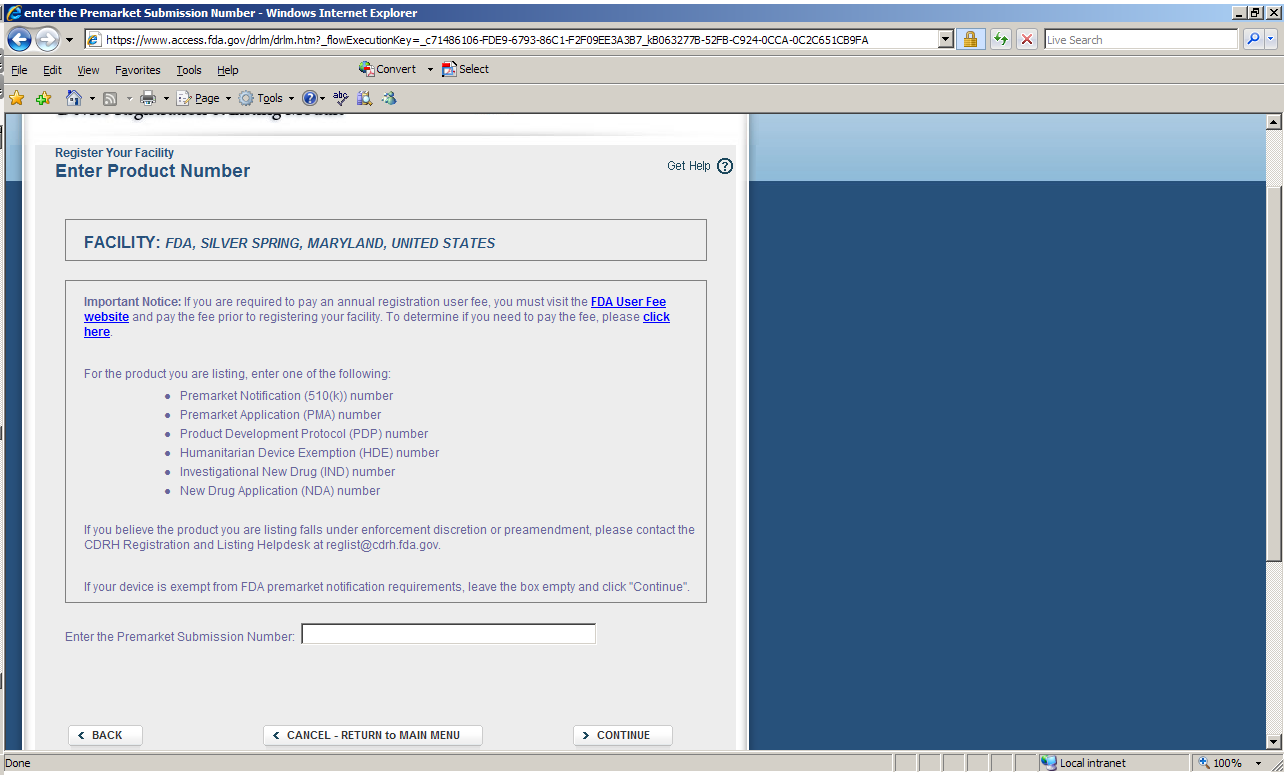 enter the Premarket Submission Number - Windows Internet Explorer
https://www.access.fda.gov/drlm/drlm.htm?_flowExecutionKey=_c71486106-FDE9-6793-86C1-F2F09EE3A3B7_kB063277B-52FB-C924-0CCA-0C2C651CB9FA
Live Search
File Edit View Favorites Tools Help Convert Select
Page Tools
Register Your Facility
Enter Product Number
Get Help ?
FACILITY: FDA, SILVER SPRING, MARYLAND, UNITED STATES
Important Notice: If you are required to pay an annual registration user fee, you must visit the FDA User Fee
website and pay the fee prior to registering your facility. To determine if you need to pay the fee, please click
here.
For the product you are listing, enter one of the following:
• Premarket Notification (510(k)) number
• Premarket Application (PMA) number
• Product Development Protocol (PDP) number
• Humanitarian Device Exemption (HDE) number
• Investigational New Drug (IND) number
• New Drug Application (NDA) number
If you believe the product you are listing falls under enforcement discretion or preamendment, please contact the
CDRH Registration and Listing Helpdesk at reglist@cdrh.fda.gov.
If your device is exempt from FDA premarket notification requirements, leave the box empty and click "Continue".
Enter the Premarket Submission Number:
< BACK
< CANCEL - RETURN to MAIN MENU
> CONTINUE
Done
Local intranet
100%